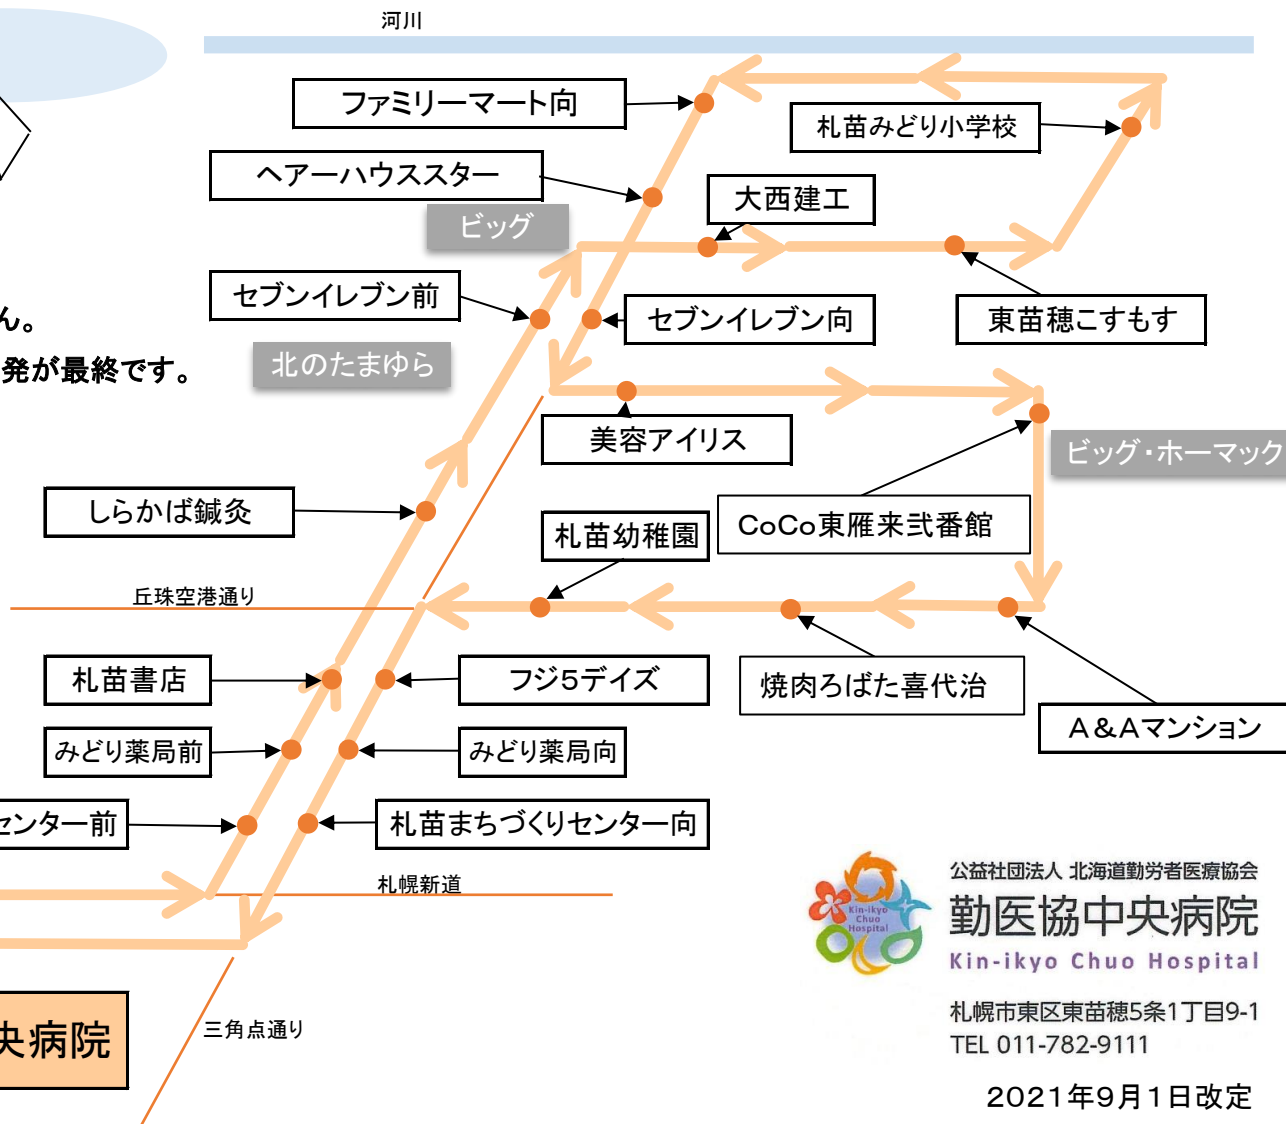 河川
ファミリーマート向
札苗みどり小学校
ヘアーハウススター
大西建工
ビッグ
セブンイレブン前
セブンイレブン向
東苗穂こすもす
ん。
北のたまゆら
発が最終です。
美容アイリス
ビッグ・ホーマック
しらかば鍼灸
札苗幼稚園
CoCo東雁来弐番館
丘珠空港通り
札苗書店
フジ5デイズ
焼肉ろばた喜代治
A&Aマンション
みどり薬局前
みどり薬局向
センター前
札苗まちづくりセンター向
札幌新道
央病院
三角点通り
Kin-ikyo
Chuo
Hospital
公益社団法人 北海道勤労者医療協会
勤医協中央病院
Kin-ikyo Chuo Hospital
札幌市東区東苗穂5条1丁目9-1
TEL 011-782-9111
2021年9月1日改定